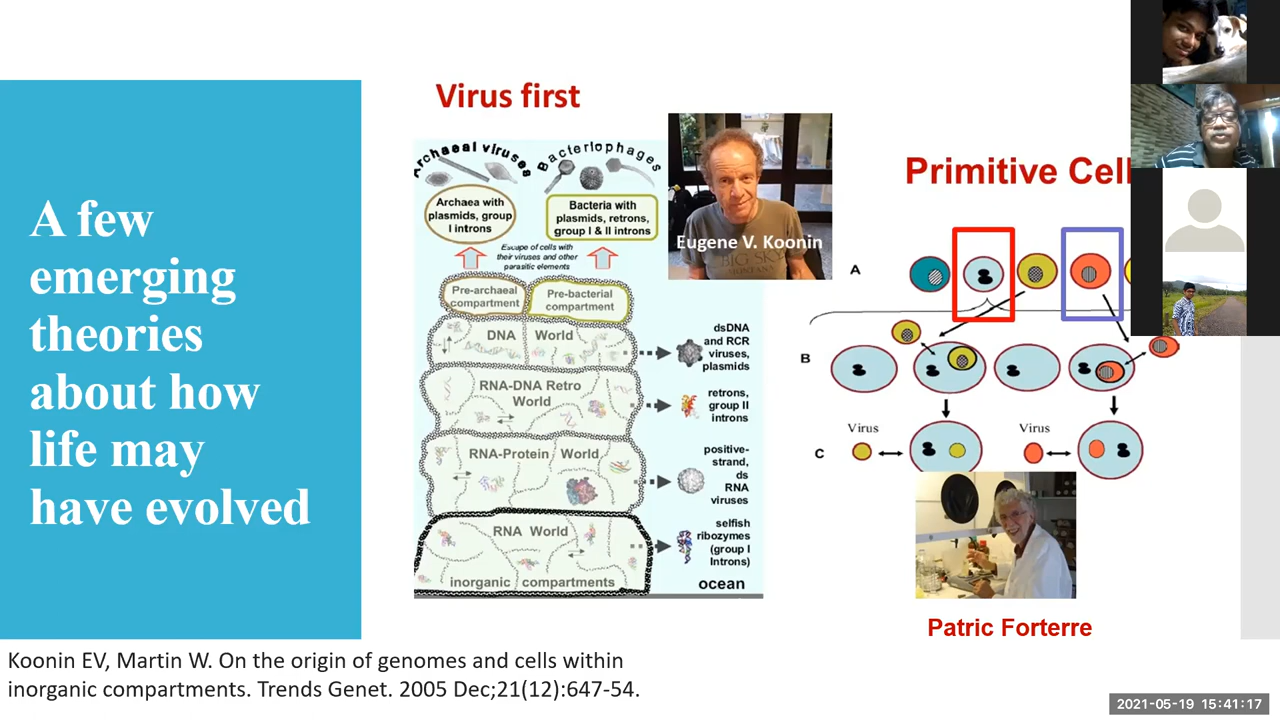 A few
emerging
theories
about how
life may
have evolved
Virus first
Archaeal viruses
Bacteriophages
Archaea with
plasmids, group
I introns
Bacteria with
plasmids, retrons,
group I & II introns
Escape of cells with
their viruses and other
parasitic elements
Pre-archaeal
compartment
Pre-bacterial
compartment
DNA World
dsDNA
and RCR
viruses,
plasmids
RNA-DNA Retro
World
retrons,
group II
introns
RNA-Protein World
positive-
strand,
ds
RNA
viruses
RNA World
selfish
ribozymes
(group I
Introns)
inorganic compartments
ocean
Eugene V. Koonin
BIG SKY
Primitive Cell
A
B
C
Virus
Virus
Patric Forterre
Koonin EV, Martin W. On the origin of genomes and cells within
inorganic compartments. Trends Genet. 2005 Dec;21(12):647-54.
2021-05-19 15:41:17